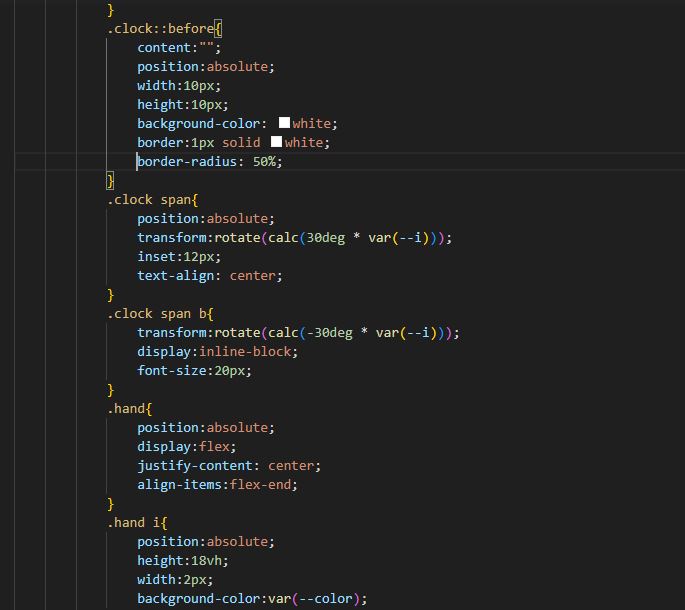 }
.clock::before{
content:"";
position:absolute;
width:10px;
height:10px;
background-color: white;
border:1px solid white;
border-radius: 50%;
}
.clock span{
position:absolute;
transform:rotate(calc(30deg * var(--i)));
inset:12px;
text-align: center;
}
.clock span b{
transform:rotate(calc(-30deg * var(--i)));
display:inline-block;
font-size:20px;
}
.hand{
position:absolute;
display:flex;
justify-content: center;
align-items:flex-end;
}
.hand i{
position:absolute;
height:18vh;
width:2px;
background-color:var(--color);